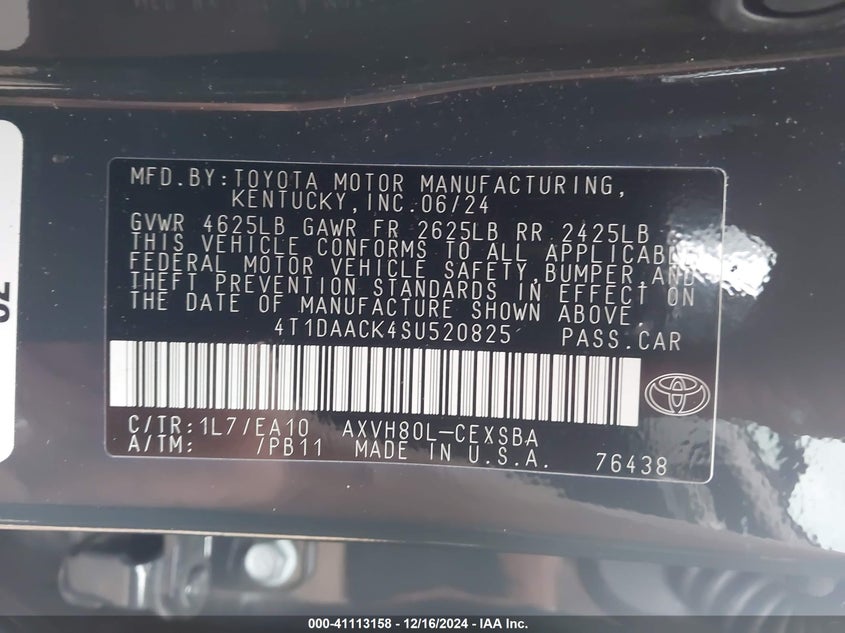 MFD.BY:TOYOTA MOTOR MANUFACTURING,
KENTUCKY,INC.06/24
GVWR 4625LB GAWR FR 2625LB RR 2425LB
THIS VEHICLE CONFORMS TO ALL APPLICABLE
FEDERAL MOTOR VEHICLE SAFETY,BUMPER,AND
THEFT PREVENTION STANDARDS IN EFFECT ON
THE DATE OF MANUFACTURE SHOWN ABOVE.
4T1DAACK4SU520825 PASS.CAR
C/TR:1L7/EA10 AXVH80L-CEXSBA
A/TM: /PB11 MADE IN U.S.A. 76438
000-41113158 - 12/16/2024 - IAA Inc.